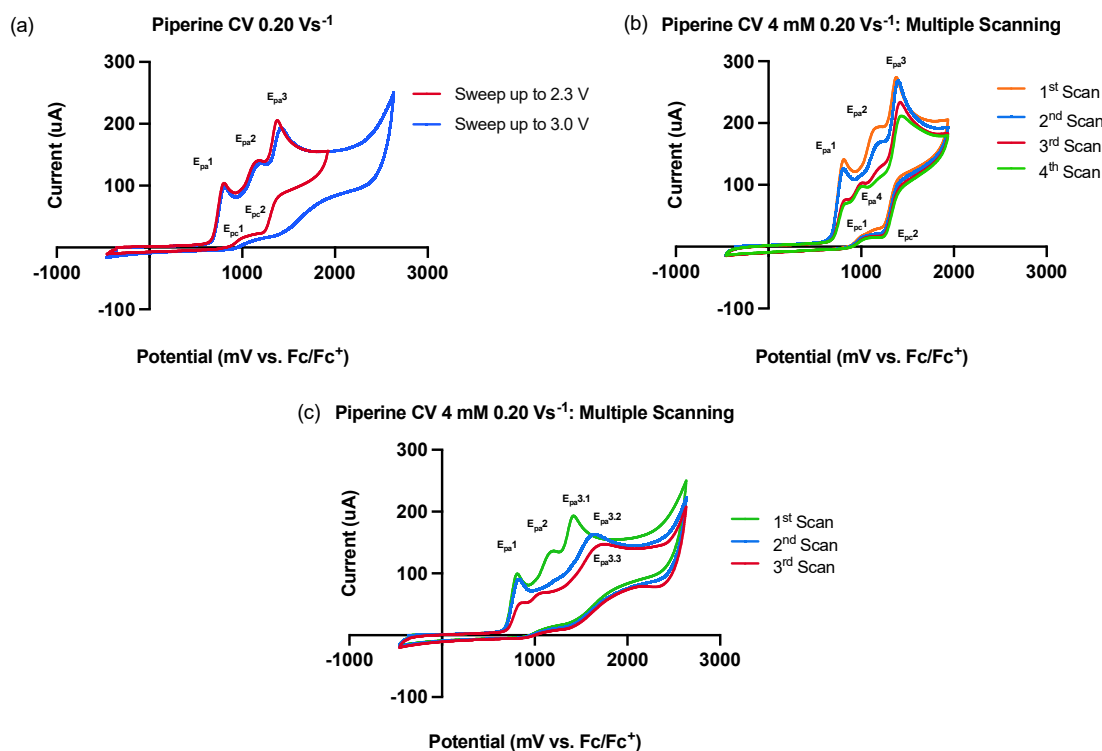 (a)
Piperine CV 0.20 Vs⁻¹
Current (uA)
300
200
100
-100
-1000
1000
2000
3000
Eₚₐ1
Eₚₐ2
Eₚₐ3
Eₚc1
Eₚc2
Sweep up to 2.3 V
Sweep up to 3.0 V
Potential (mV vs. Fc/Fc⁺)
(b)
Piperine CV 4 mM 0.20 Vs⁻¹: Multiple Scanning
Current (uA)
300
200
100
-100
-1000
1000
2000
3000
Eₚₐ1
Eₚₐ2
Eₚₐ3
Eₚₐ4
Eₚc1
Eₚc2
1ˢᵗ Scan
2ⁿᵈ Scan
3ʳᵈ Scan
4ᵗʰ Scan
Potential (mV vs. Fc/Fc⁺)
(c)
Piperine CV 4 mM 0.20 Vs⁻¹: Multiple Scanning
Current (uA)
300
200
100
-100
-1000
1000
2000
3000
Eₚₐ1
Eₚₐ2
Eₚₐ3.1
Eₚₐ3.2
Eₚₐ3.3
1ˢᵗ Scan
2ⁿᵈ Scan
3ʳᵈ Scan
Potential (mV vs. Fc/Fc⁺)